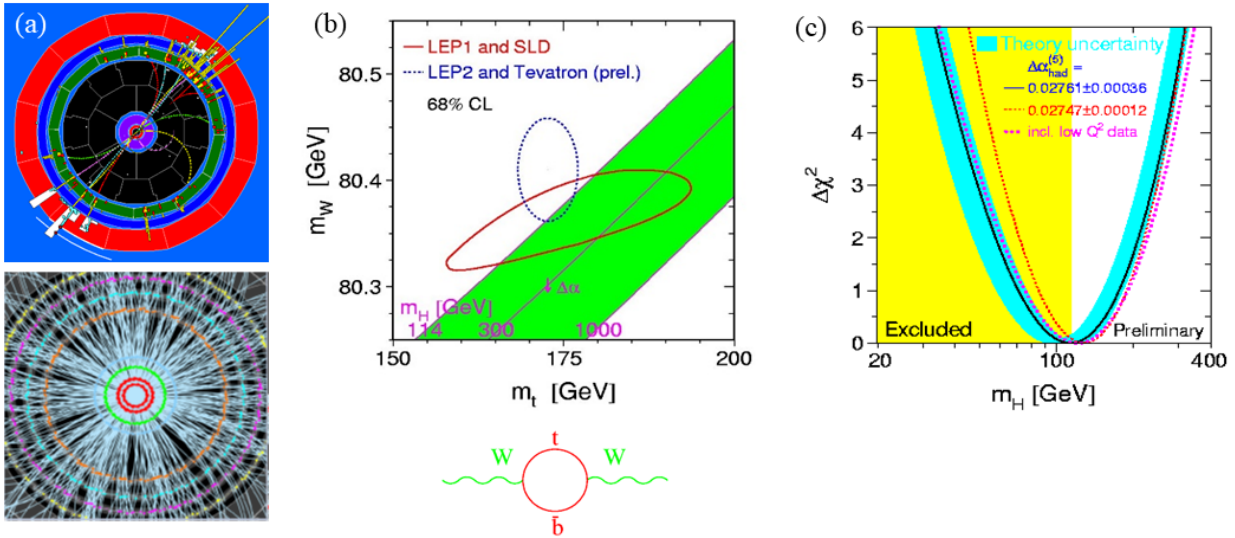 (a)
(b)
LEP1 and SLD
LEP2 and Tevatron (prel.)
68% CL
80.5
80.4
80.3
m_W [GeV]
Δα
m_H [GeV]
114 300 1000
150 175 200
m_t [GeV]
t
W W
b̄
(c)
Theory uncertainty
Δα_had^(5) =
0.02761±0.00036
0.02747±0.00012
incl. low Q² data
6
5
4
3
2
1
0
Δχ²
Excluded Preliminary
20 100 400
m_H [GeV]